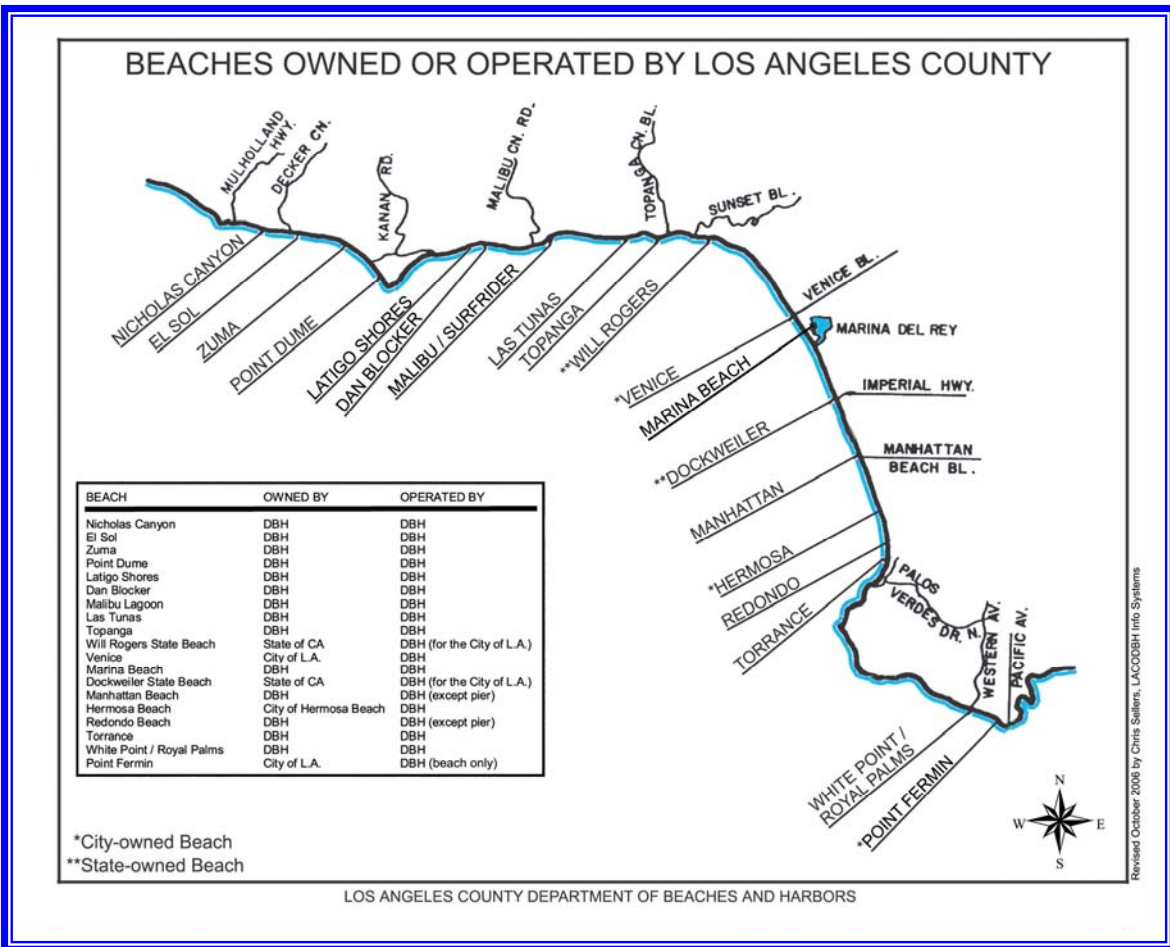 BEACHES OWNED OR OPERATED BY LOS ANGELES COUNTY
MULHOLLAND
HWY.
DECKER CN.
KANAN RD.
MALIBU CN. RD.
TOPANGA CN. BL.
SUNSET BL.
VENICE BL.
MARINA DEL REY
IMPERIAL HWY.
MANHATTAN
BEACH BL.
PALOS
VERDES DR. N.
WESTERN AV.
PACIFIC AV.
NICHOLAS CANYON
EL SOL
ZUMA
POINT DUME
LATIGO SHORES
DAN BLOCKER
MALIBU / SURFRIDER
LAS TUNAS
TOPANGA
**WILL ROGERS
*VENICE
MARINA BEACH
**DOCKWEILER
MANHATTAN
*HERMOSA
REDONDO
TORRANCE
WHITE POINT /
ROYAL PALMS
*POINT FERMIN
BEACH OWNED BY OPERATED BY
Nicholas Canyon DBH DBH
El Sol DBH DBH
Zuma DBH DBH
Point Dume DBH DBH
Latigo Shores DBH DBH
Dan Blocker DBH DBH
Malibu Lagoon DBH DBH
Las Tunas DBH DBH
Topanga DBH DBH
Will Rogers State Beach State of CA DBH (for the City of L.A.)
Venice City of L.A. DBH
Marina Beach DBH DBH
Dockweiler State Beach State of CA DBH (for the City of L.A.)
Manhattan Beach DBH DBH (except pier)
Hermosa Beach City of Hermosa Beach DBH
Redondo Beach DBH DBH (except pier)
Torrance DBH DBH
White Point / Royal Palms DBH DBH
Point Fermin City of L.A. DBH (beach only)
*City-owned Beach
**State-owned Beach
N
W E
S
Revised October 2006 by Chris Sellers, LACODBH Info Systems
LOS ANGELES COUNTY DEPARTMENT OF BEACHES AND HARBORS